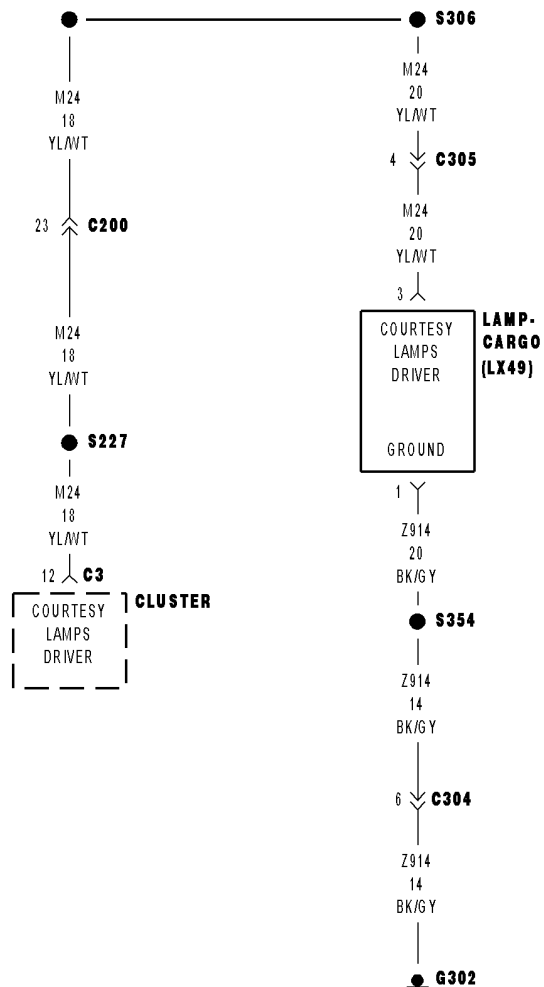 S306
M24
18
YL/WT
23 C200
M24
18
YL/WT
S227
M24
18
YL/WT
12 C3
CLUSTER
COURTESY
LAMPS
DRIVER
M24
20
YL/WT
4 C305
M24
20
YL/WT
3
LAMP-
CARGO
(LX49)
COURTESY
LAMPS
DRIVER
GROUND
1
Z914
20
BK/GY
S354
Z914
14
BK/GY
6 C304
Z914
14
BK/GY
G302